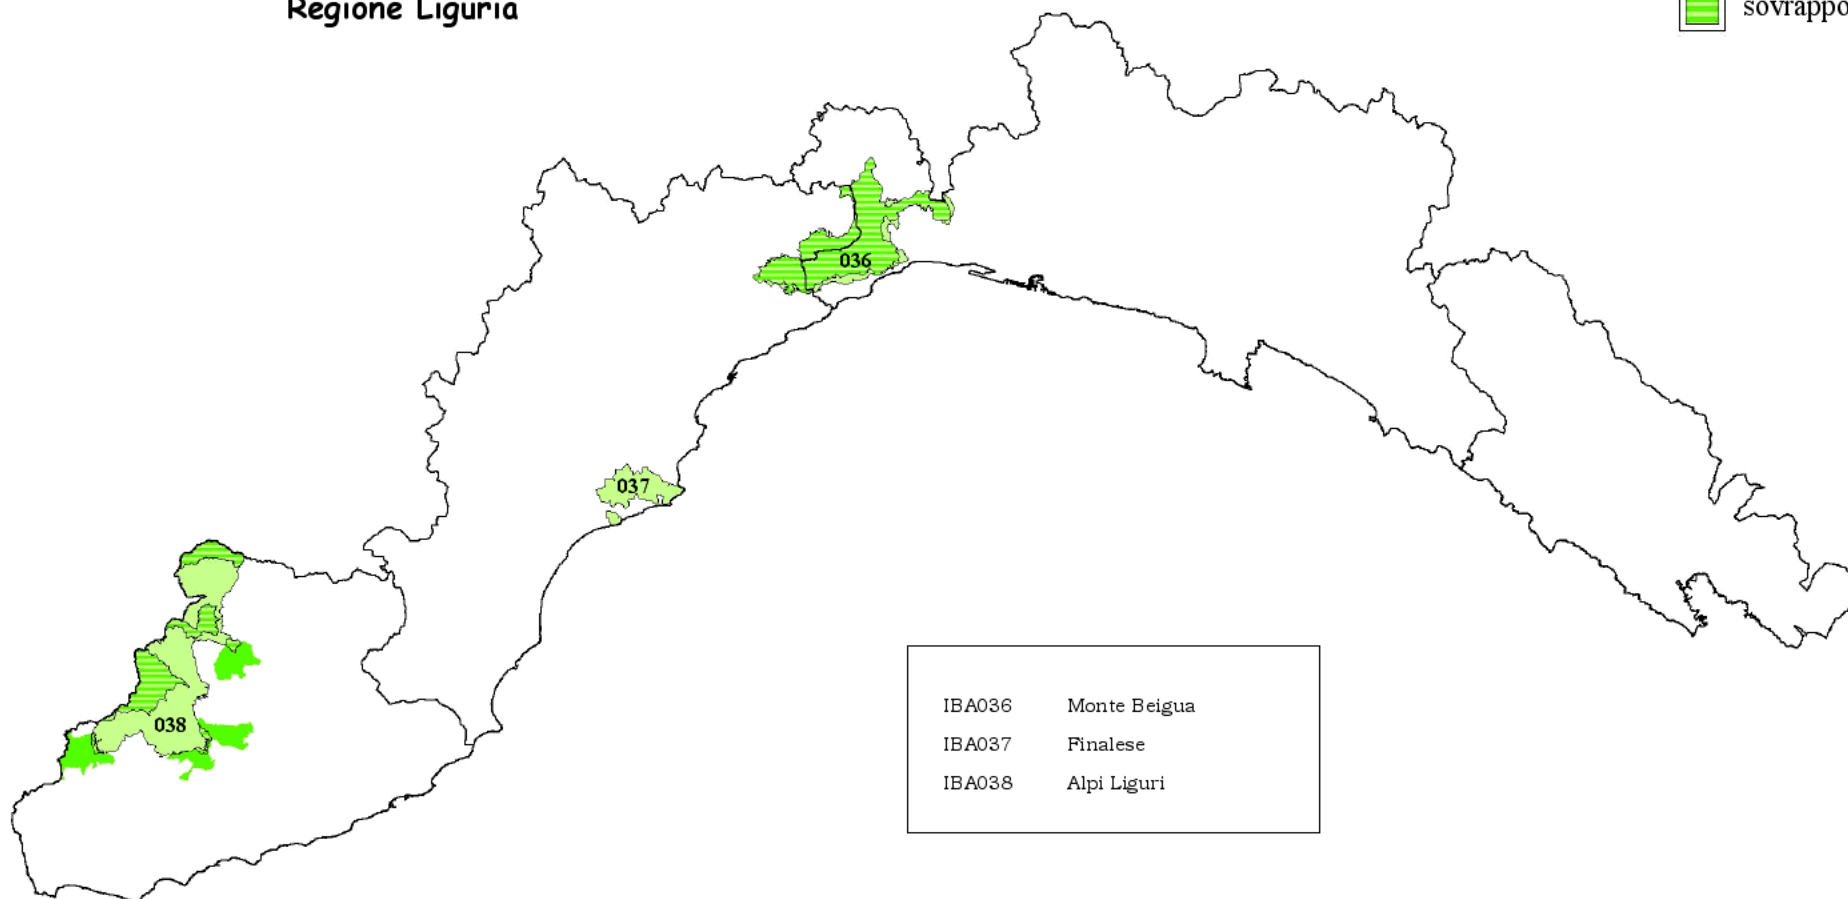 Regione Liguria
036
037
038
IBA036 Monte Beigua
IBA037 Finalese
IBA038 Alpi Liguri